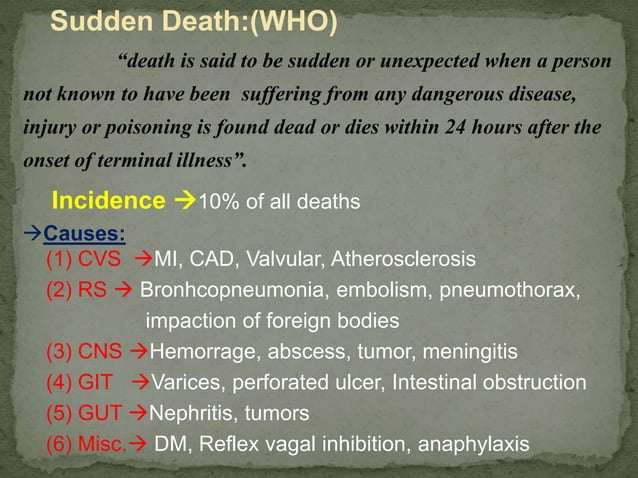 Sudden Death:(WHO)
“death is said to be sudden or unexpected when a person
not known to have been suffering from any dangerous disease,
injury or poisoning is found dead or dies within 24 hours after the
onset of terminal illness”.
Incidence →10% of all deaths
→Causes:
(1) CVS →MI, CAD, Valvular, Atherosclerosis
(2) RS → Bronhcopneumonia, embolism, pneumothorax,
impaction of foreign bodies
(3) CNS →Hemorrage, abscess, tumor, meningitis
(4) GIT →Varices, perforated ulcer, Intestinal obstruction
(5) GUT →Nephritis, tumors
(6) Misc.→ DM, Reflex vagal inhibition, anaphylaxis